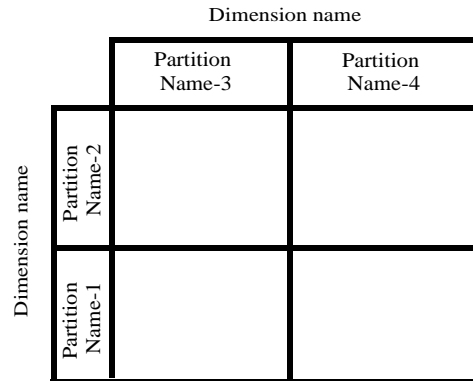 Dimension name
Partition
Name-3
Partition
Name-4
Dimension name
Partition
Name-2
Partition
Name-1